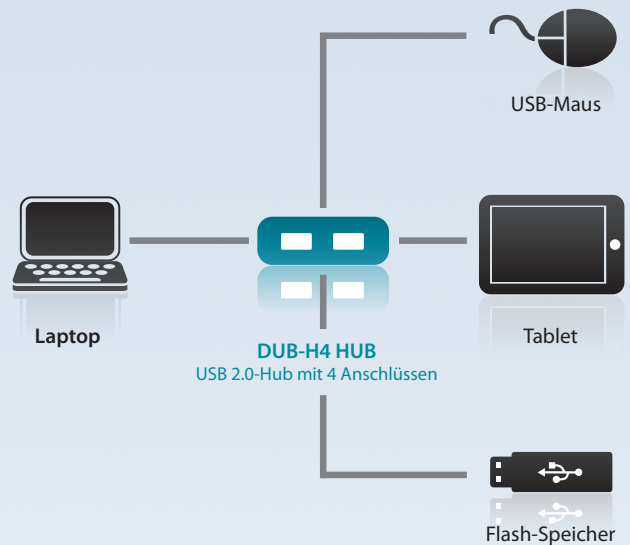 USB-Maus
Laptop
Tablet
DUB-H4 HUB
USB 2.0-Hub mit 4 Anschlüssen
Flash-Speicher